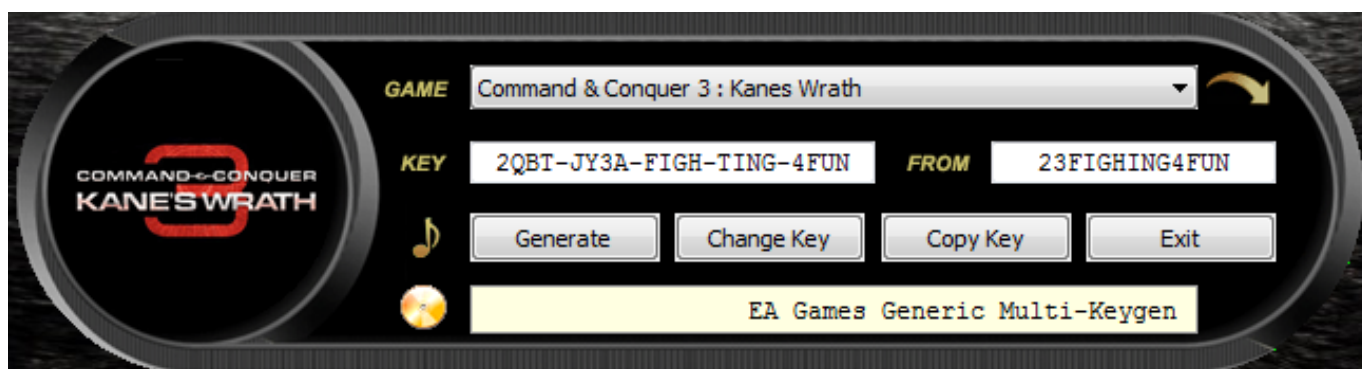 GAME Command & Conquer 3 : Kanes Wrath
KEY 2QBT-JY3A-FIGH-TING-4FUN FROM 23FIGHING4FUN
COMMAND & CONQUER
3
KANE'S WRATH
Generate Change Key Copy Key Exit
EA Games Generic Multi-Keygen